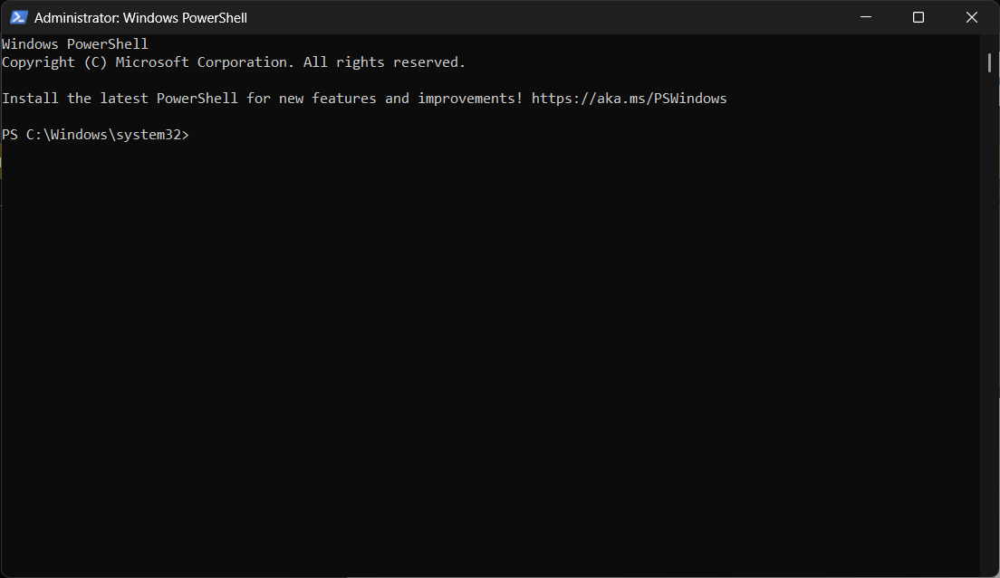 Administrator: Windows PowerShell
Windows PowerShell
Copyright (C) Microsoft Corporation. All rights reserved.
Install the latest PowerShell for new features and improvements! https://aka.ms/PSWindows
PS C:\Windows\system32>